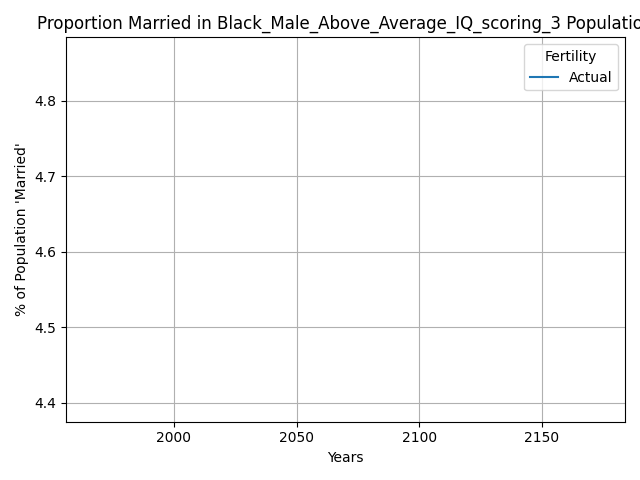 Proportion Married in Black_Male_Above_Average_IQ_scoring_3 Populatio
Fertility
Actual
4.8
4.7
4.6
4.5
4.4
% of Population 'Married'
2000 2050 2100 2150
Years